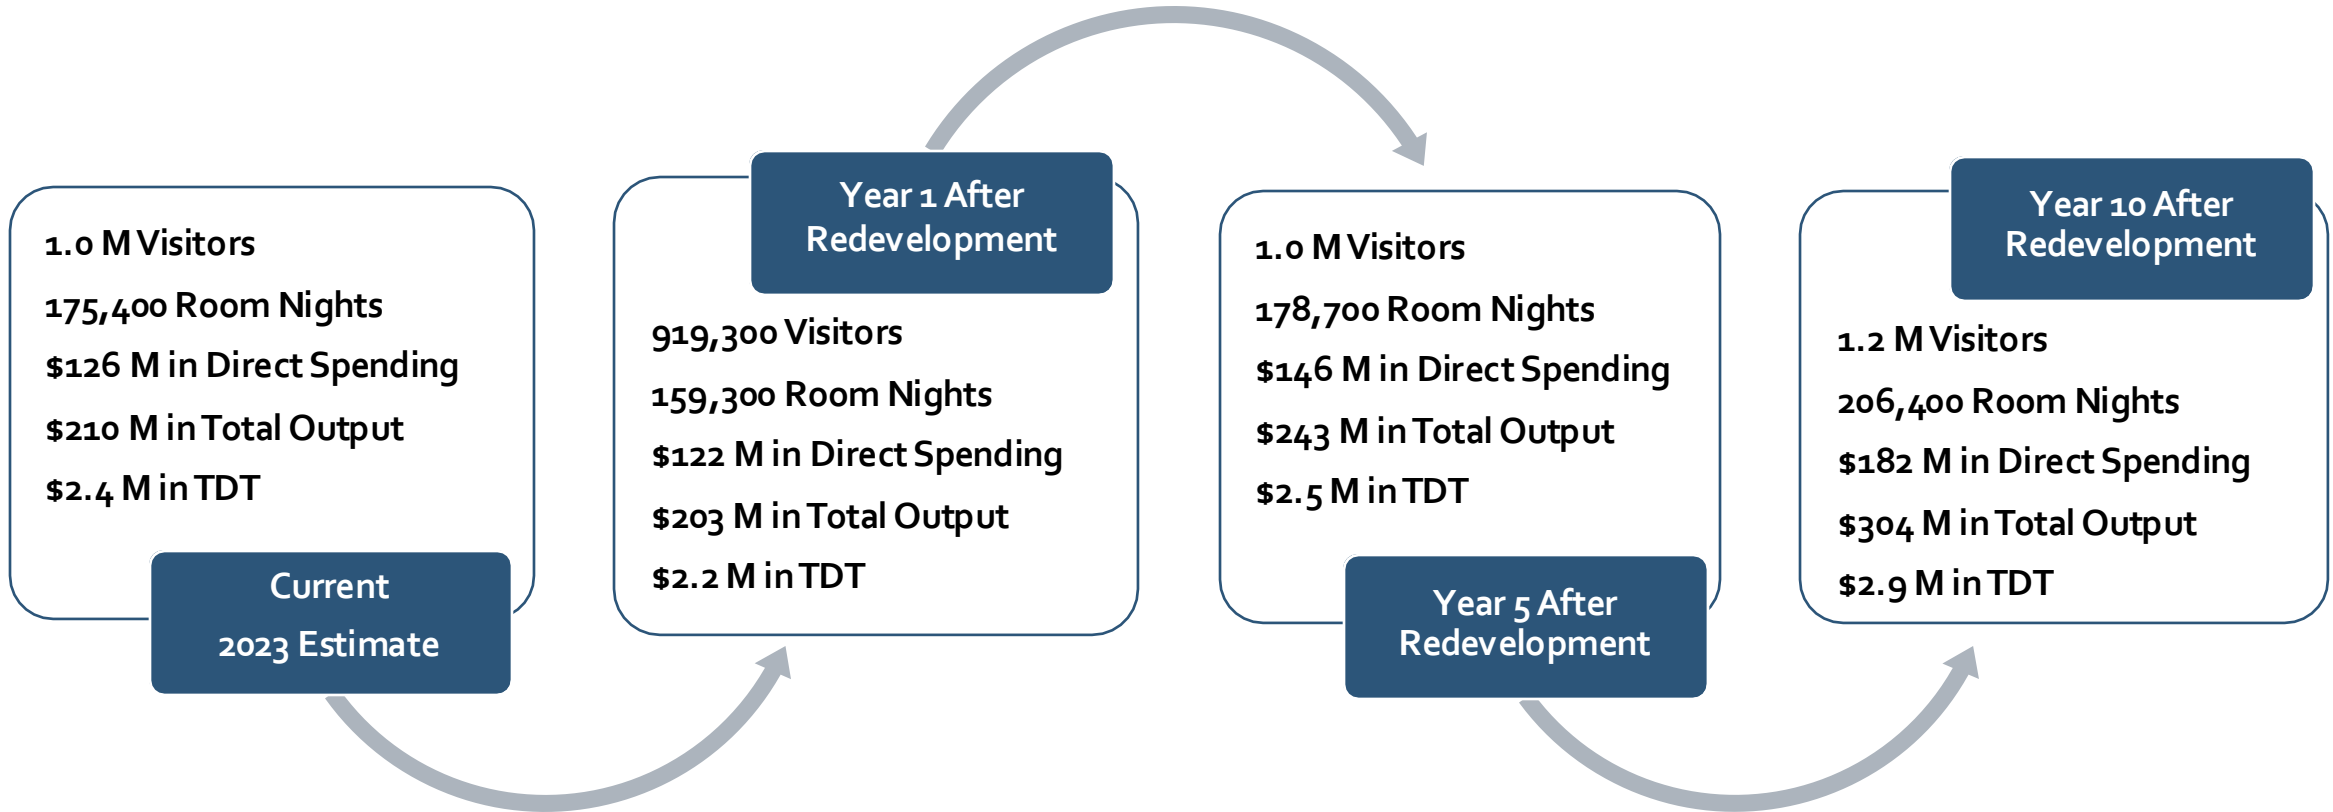 1.0 M Visitors
175,400 Room Nights
$126 M in Direct Spending
$210 M in Total Output
$2.4 M in TDT
Current
2023 Estimate
Year 1 After
Redevelopment
919,300 Visitors
159,300 Room Nights
$122 M in Direct Spending
$203 M in Total Output
$2.2 M in TDT
1.0 M Visitors
178,700 Room Nights
$146 M in Direct Spending
$243 M in Total Output
$2.5 M in TDT
Year 5 After
Redevelopment
Year 10 After
Redevelopment
1.2 M Visitors
206,400 Room Nights
$182 M in Direct Spending
$304 M in Total Output
$2.9 M in TDT